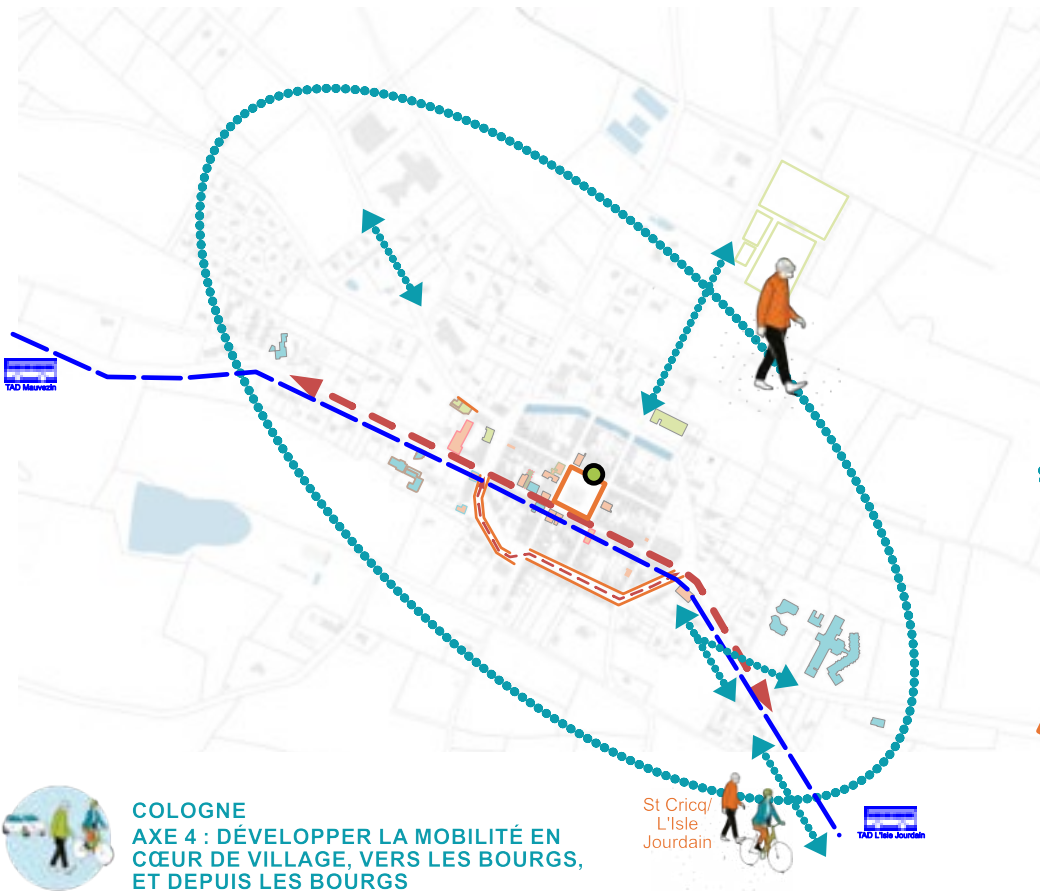 TAD Mauvezin
St Cricq/
L'Isle
Jourdain
TAD L'Isle Jourdain
COLOGNE
AXE 4 : DÉVELOPPER LA MOBILITÉ EN
CŒUR DE VILLAGE, VERS LES BOURGS,
ET DEPUIS LES BOURGS